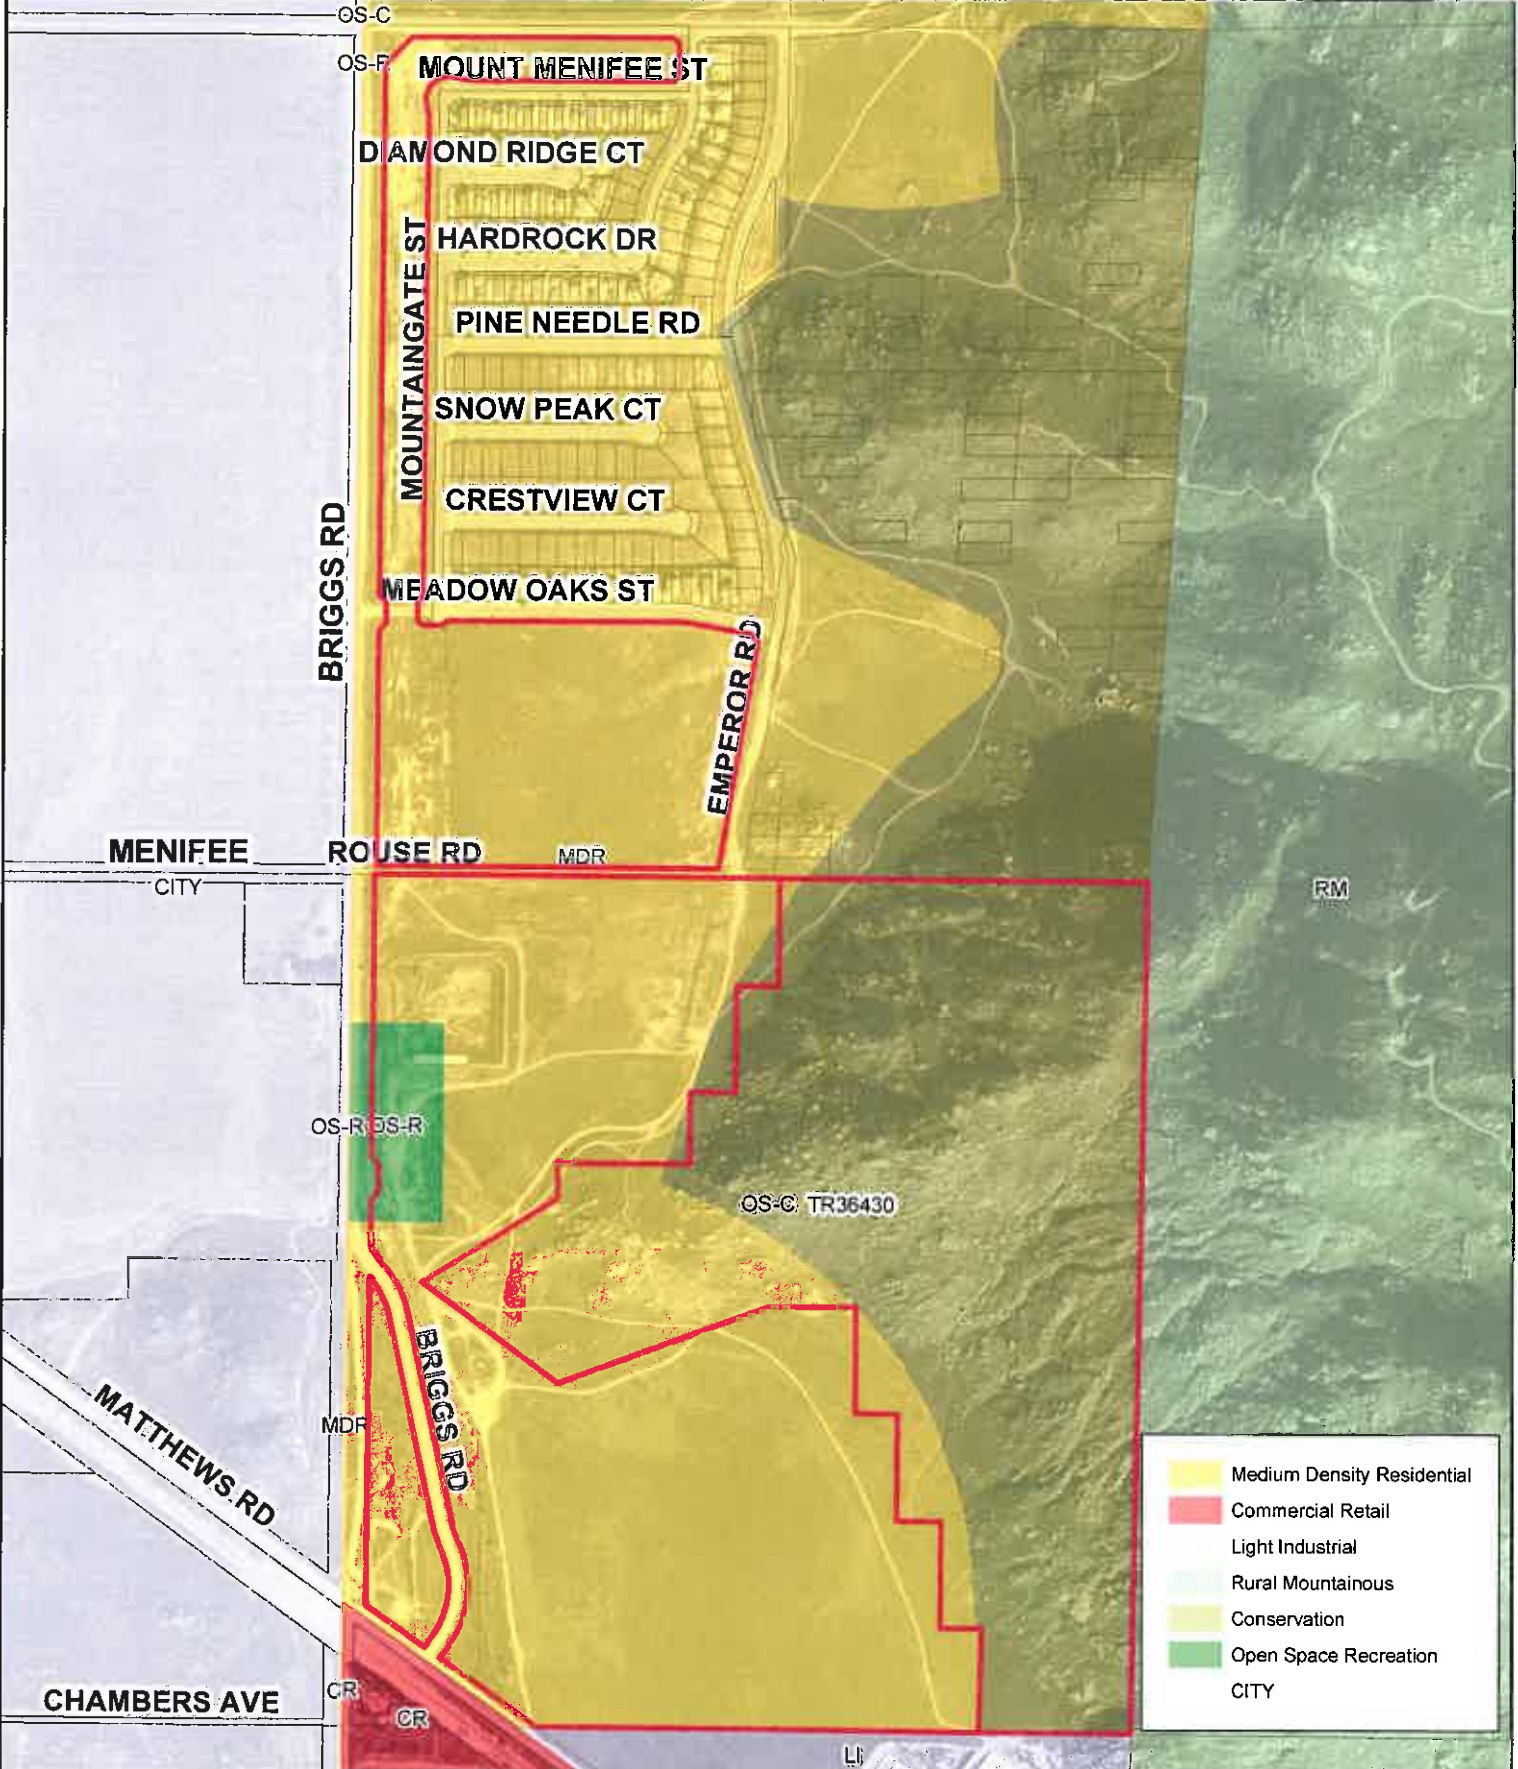 OS-C
OS-R
MOUNT MENIFEE ST
DIAMOND RIDGE CT
MOUNTAINGATE ST
HARDROCK DR
PINE NEEDLE RD
SNOW PEAK CT
CRESTVIEW CT
BRIGGS RD
MEADOW OAKS ST
EMPEROR RD
MENIFEE
ROUSE RD
MDR
CITY
RM
OS-R OS-R
OS-C TR36430
BRIGGS RD
MATTHEWS RD
MDR
Medium Density Residential
Commercial Retail
Light Industrial
Rural Mountainous
Conservation
Open Space Recreation
CITY
CHAMBERS AVE
CR
CR
LI